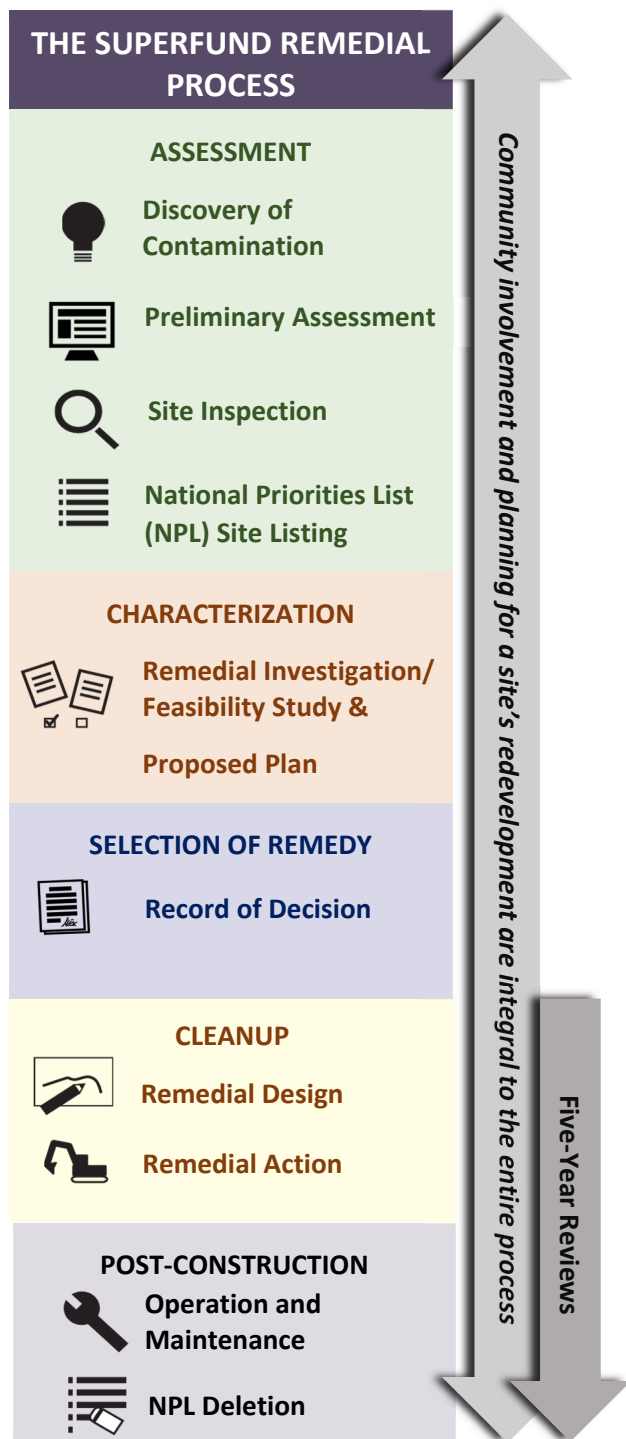 THE SUPERFUND REMEDIAL
PROCESS
ASSESSMENT
Discovery of
Contamination
Preliminary Assessment
Site Inspection
National Priorities List
(NPL) Site Listing
CHARACTERIZATION
Remedial Investigation/
Feasibility Study &
Proposed Plan
SELECTION OF REMEDY
Record of Decision
CLEANUP
Remedial Design
Remedial Action
POST-CONSTRUCTION
Operation and
Maintenance
NPL Deletion
Community involvement and planning for a site’s redevelopment are integral to the entire process
Five-Year Reviews